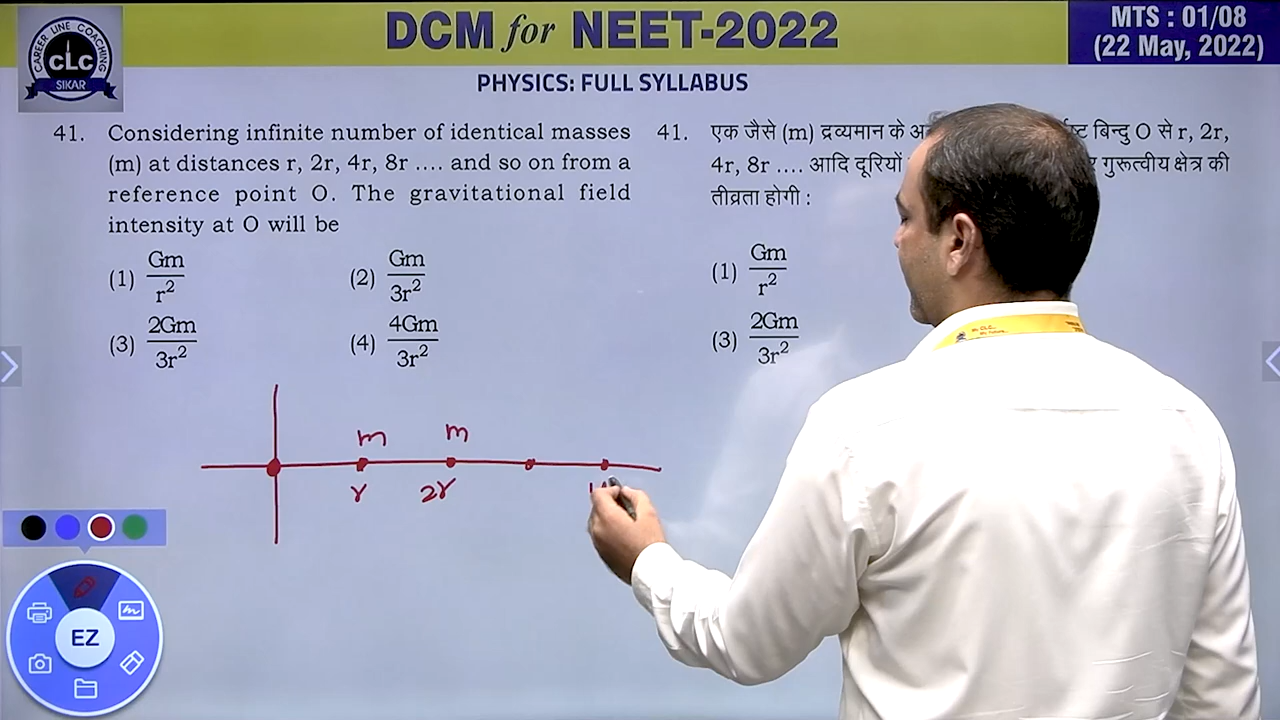 CAREER LINE COACHING
CLC
SIKAR
DCM for NEET-2022
MTS : 01/08
(22 May, 2022)
PHYSICS: FULL SYLLABUS
41. Considering infinite number of identical masses
(m) at distances r, 2r, 4r, 8r .... and so on from a
reference point O. The gravitational field
intensity at O will be
(1) Gm/r²
(2) Gm/3r²
(3) 2Gm/3r²
(4) 4Gm/3r²
41. एक जैसे (m) द्रव्यमान के बिन्दु O से r, 2r,
4r, 8r .... आदि दूरियों गुरूत्वीय क्षेत्र की
तीव्रता होगी :
(1) Gm/r²
(3) 2Gm/3r²
m m
r 2r
EZ